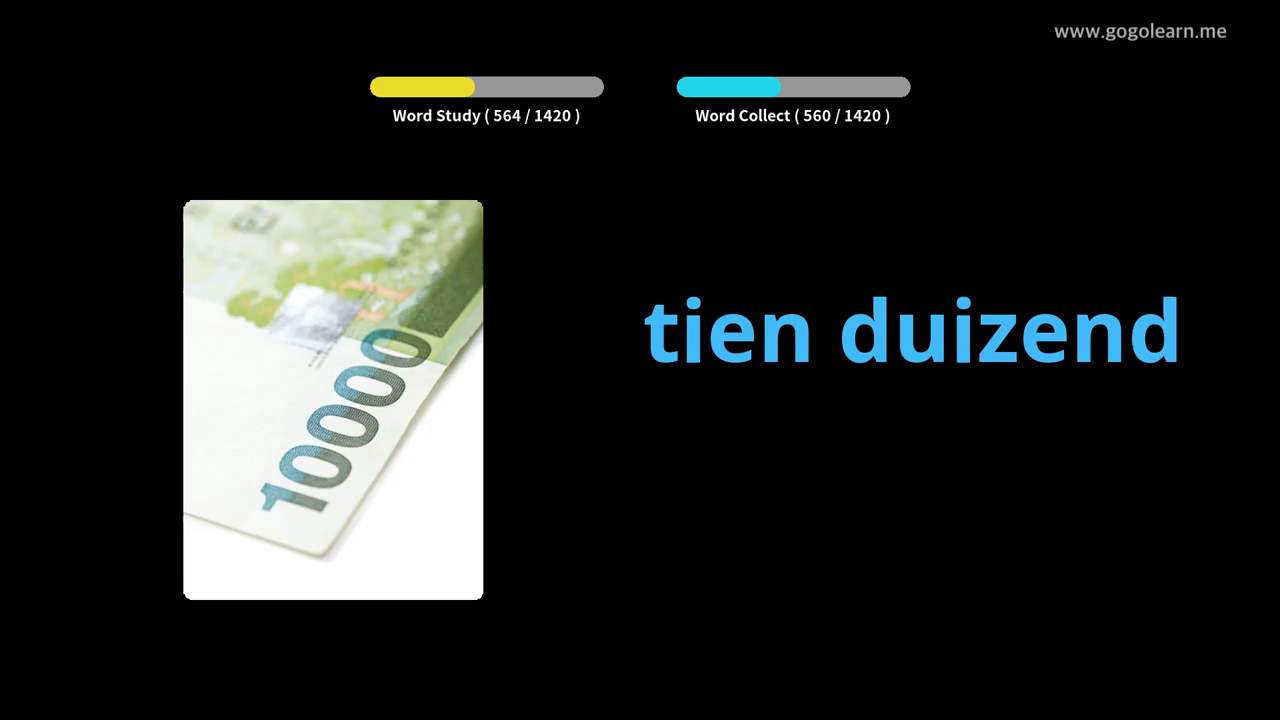 www.gogolearn.me
Word Study ( 564 / 1420 )
Word Collect ( 560 / 1420 )
tien duizend
10000